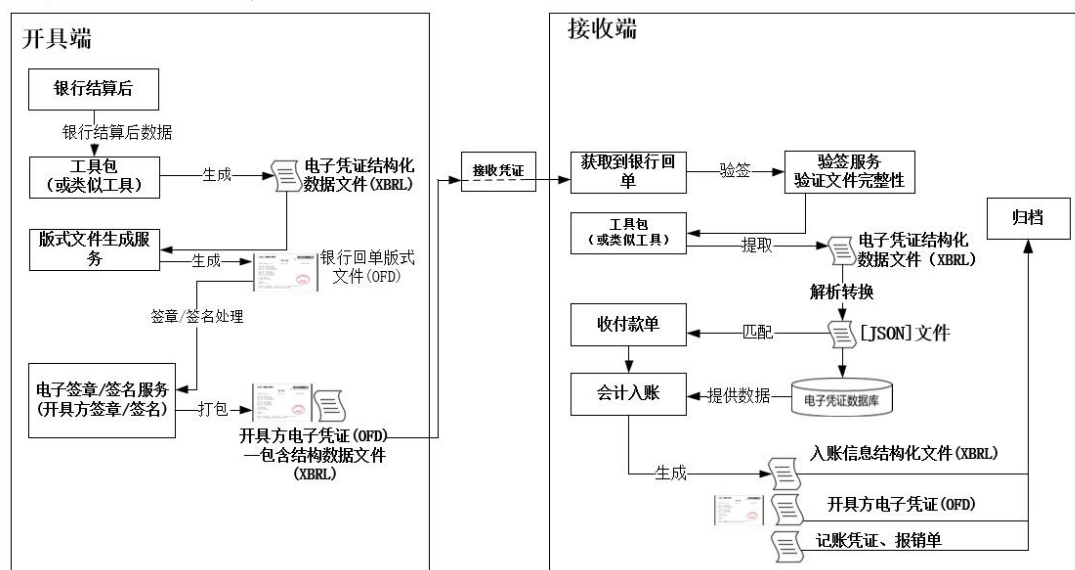 开具端
银行结算后
银行结算后数据
工具包
（或类似工具）
生成
电子凭证结构化
数据文件(XBRL)
版式文件生成服
务
生成
银行回单版式
文件(OFD)
签章/签名处理
电子签章/签名服务
(开具方签章/签名)
打包
开具方电子凭证(OFD)
—包含结构数据文件
(XBRL)
接收凭证
接收端
获取到银行回
单
验签
验签服务
验证文件完整性
工具包
（或类似工具）
提取
电子凭证结构化
数据文件（XBRL）
归档
解析转换
收付款单
匹配
[JSON]文件
会计入账
提供数据
电子凭证数据库
生成
入账信息结构化文件(XBRL)
开具方电子凭证(OFD)
记账凭证、报销单